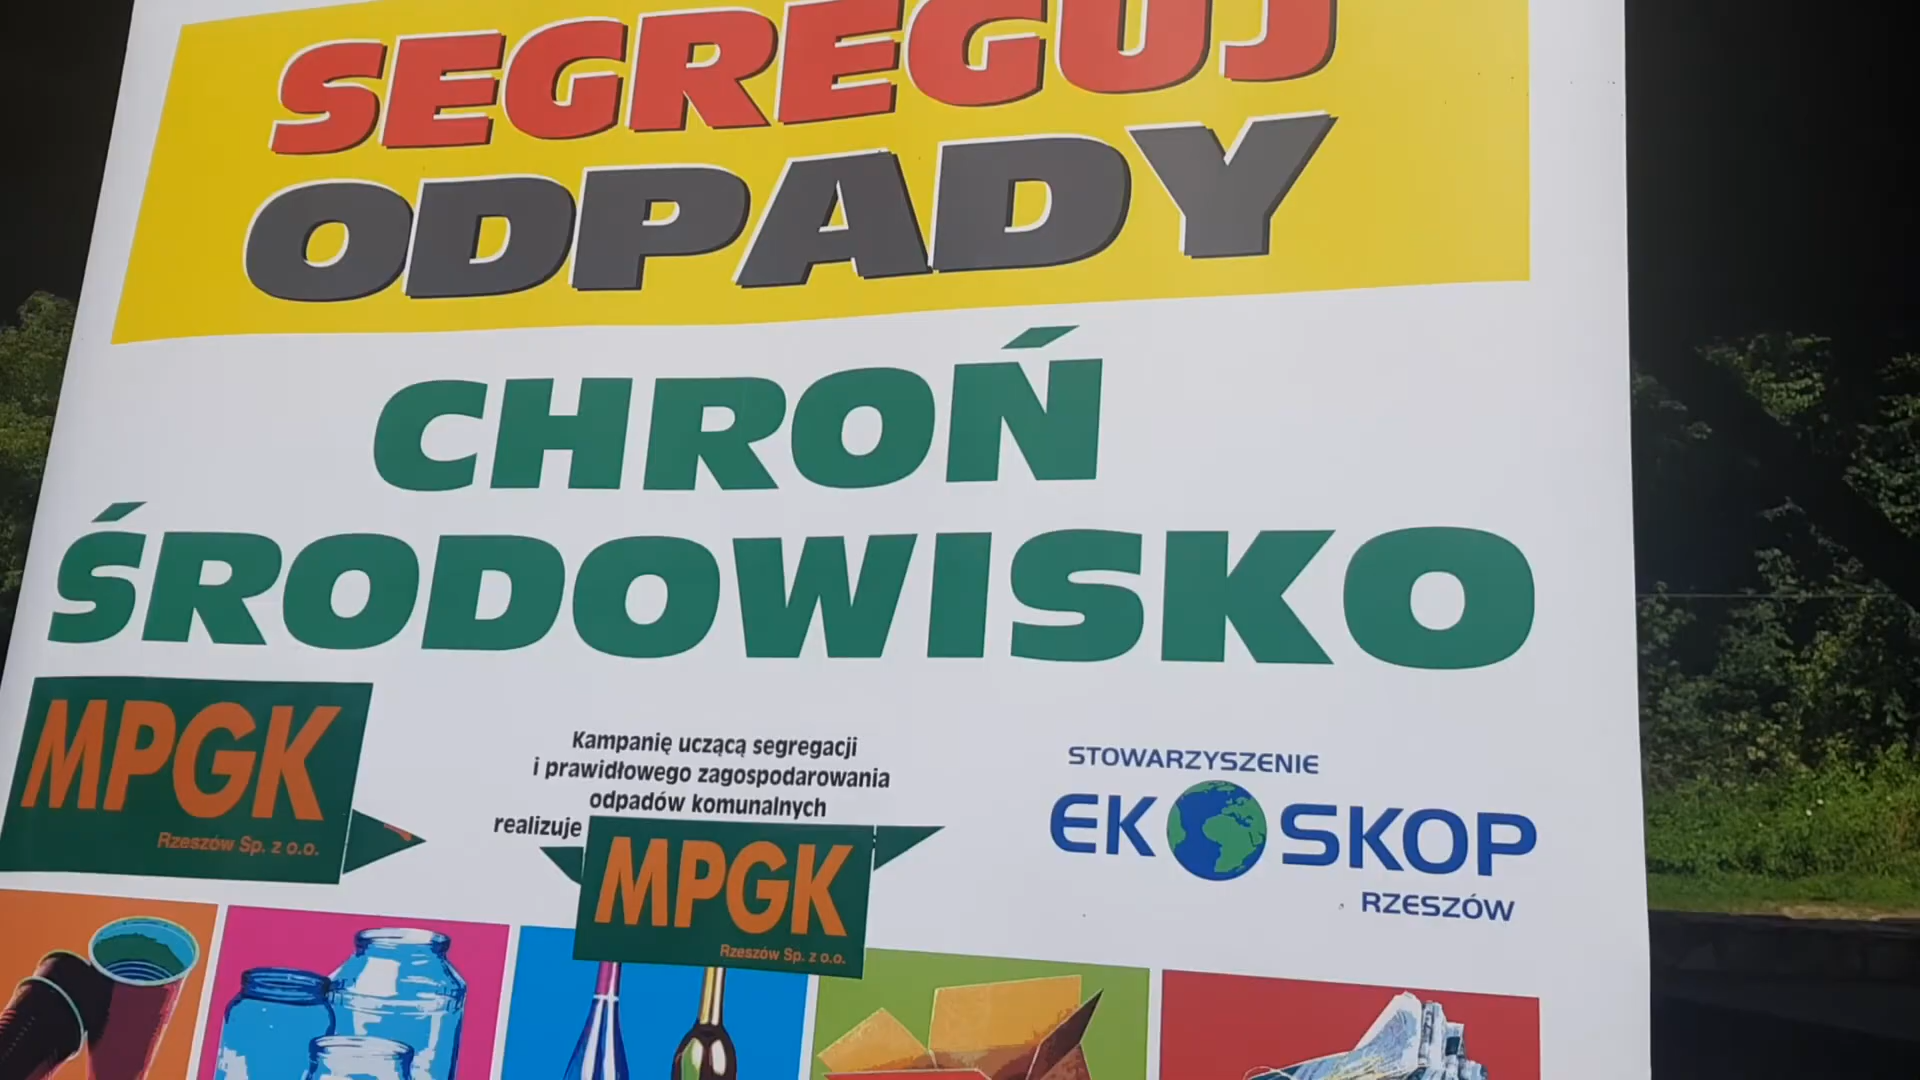 SEGREGUJ
ODPADY
CHROŃ
ŚRODOWISKO
MPGK
Rzeszów Sp. z o.o.
Kampanię uczącą segregacji
i prawidłowego zagospodarowania
odpadów komunalnych
realizuje
MPGK
Rzeszów Sp. z o.o.
STOWARZYSZENIE
EKOSKOP
RZESZÓW